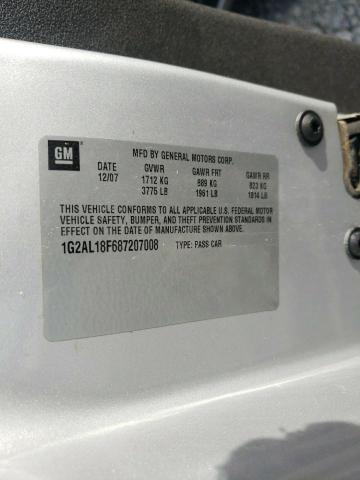 GM
MFD BY GENERAL MOTORS CORP.
DATE GVWR GAWR FRT GAWR RR
12/07 1712 KG 889 KG 823 KG
3775 LB 1961 LB 1814 LB
THIS VEHICLE CONFORMS TO ALL APPLICABLE U.S. FEDERAL MOTOR
VEHICLE SAFETY, BUMPER, AND THEFT PREVENTION STANDARDS IN
EFFECT ON THE DATE OF MANUFACTURE SHOWN ABOVE.
1G2AL18F687207008 TYPE: PASS CAR